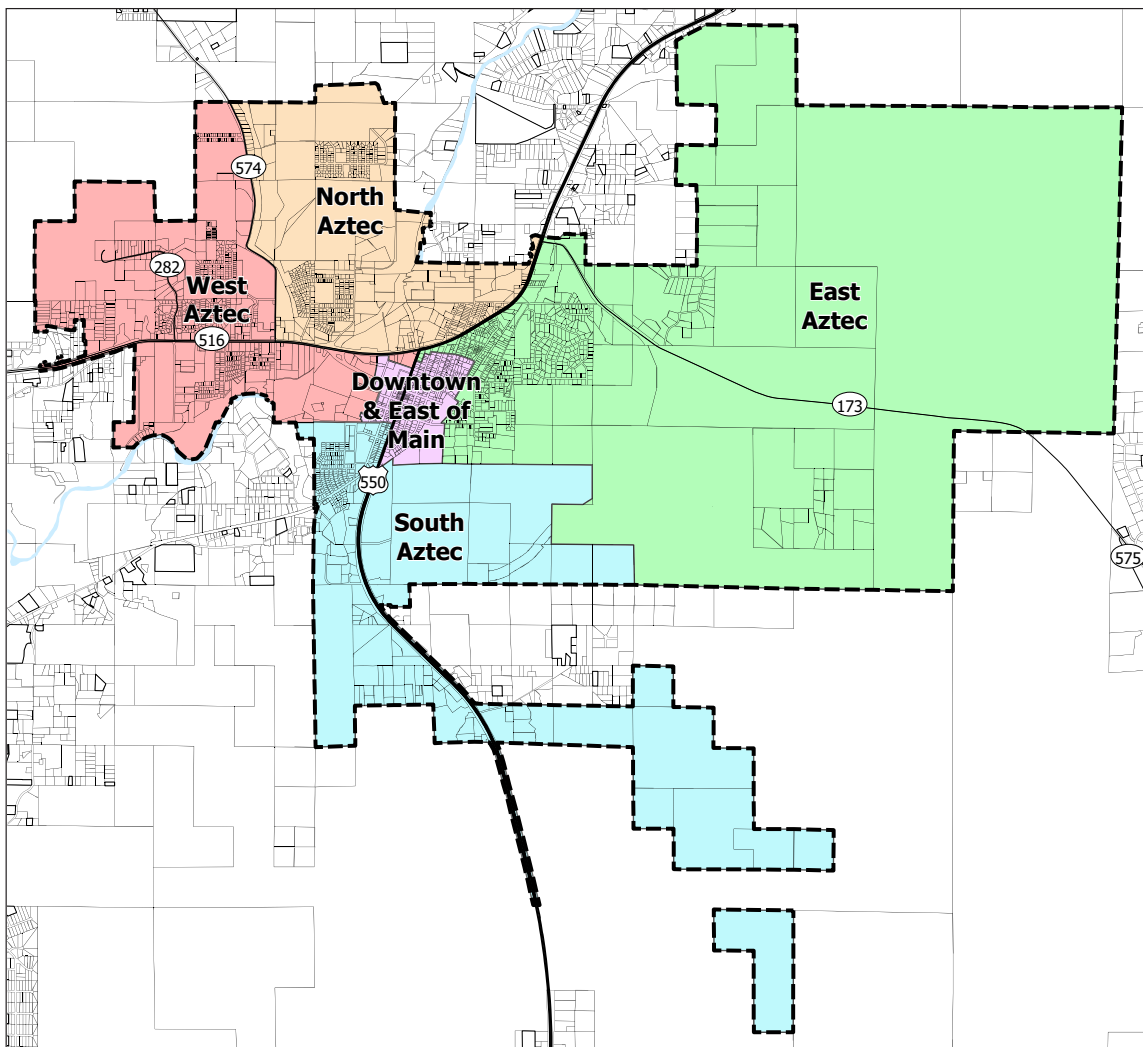 574
North
Aztec
282
West
Aztec
East
Aztec
516
Downtown
& East of
Main
173
550
South
Aztec
575